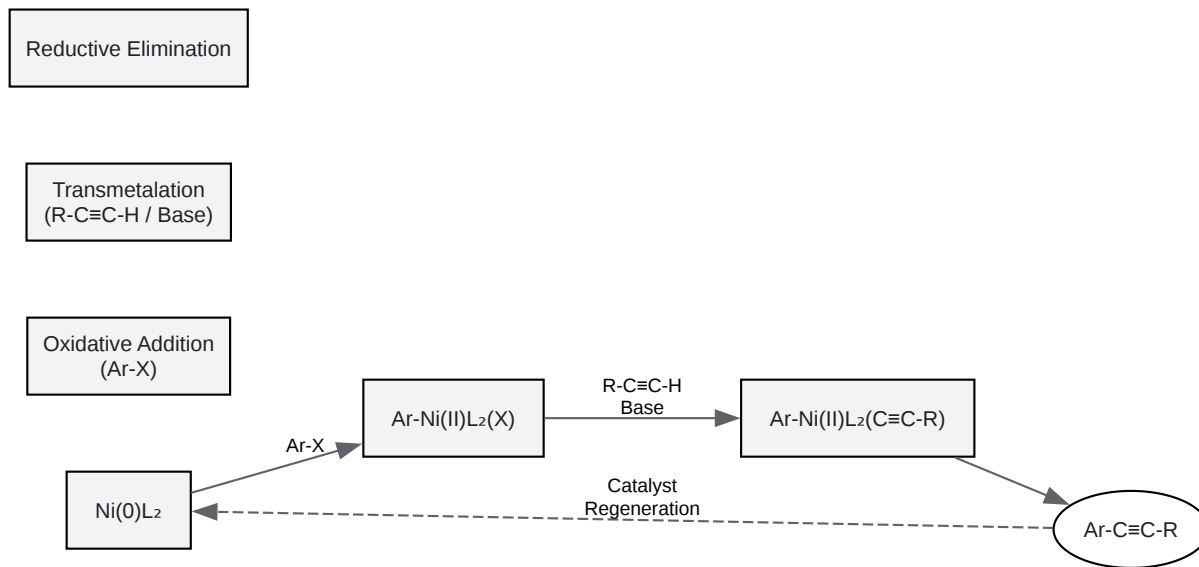 Reductive Elimination
Transmetalation
(R-C≡C-H / Base)
Oxidative Addition
(Ar-X)
R-C≡C-H
Base
Ar-Ni(II)L₂(X)
Ar-Ni(II)L₂(C≡C-R)
Ar-X
Catalyst
Regeneration
Ni(0)L₂
Ar-C≡C-R